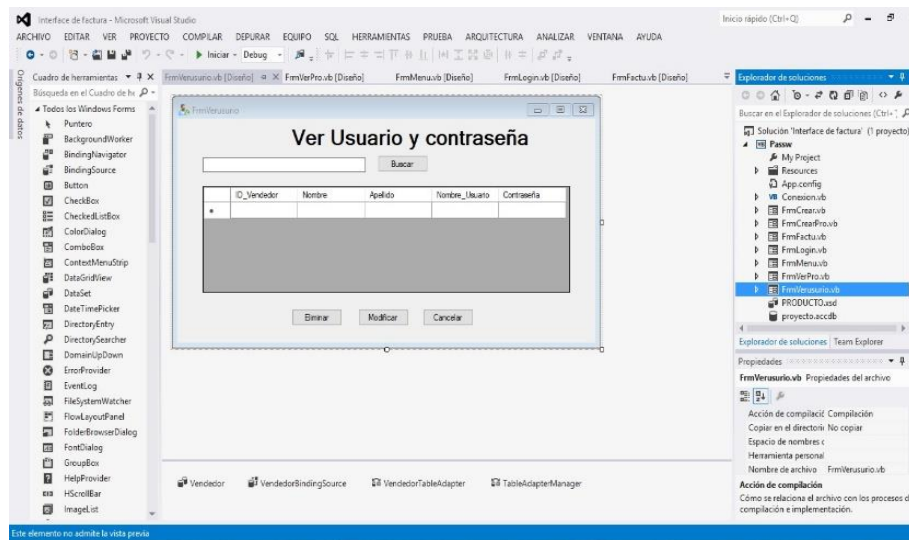 Interface de factura - Microsoft Visual Studio
Inicio rápido (Ctrl+Q)
ARCHIVO EDITAR VER PROYECTO COMPILAR DEPURAR EQUIPO SQL HERRAMIENTAS PRUEBA ARQUITECTURA ANALIZAR VENTANA AYUDA
Iniciar Debug
Orígenes de datos
Cuadro de herramientas
Buscar en el Cuadro de he
Todos los Windows Forms
Puntero
BackgroundWorker
BindingNavigator
BindingSource
Button
CheckBox
CheckedListBox
ColorDialog
ComboBox
ContextMenuStrip
DataGridView
DataSet
DateTimePicker
DirectoryEntry
DirectorySearcher
DomainUpDown
ErrorProvider
EventLog
FileSystemWatcher
FlowLayoutPanel
FolderBrowserDialog
FontDialog
GroupBox
HelpProvider
HScrollBar
ImageList
FrmVerusurio.vb [Diseño] FrmVerPro.vb [Diseño] FrmMenu.vb [Diseño] FrmLogin.vb [Diseño] FrmFactu.vb [Diseño]
FrmVerusurio
Ver Usuario y contraseña
Buscar
ID_Vendedor Nombre Apellido Nombre_Usuario Contraseña
Eliminar Modificar Cancelar
Vendedor VendedorBindingSource VendedorTableAdapter TableAdapterManager
Explorador de soluciones
Buscar en el Explorador de soluciones (Ctrl+
Solución 'Interface de factura' (1 proyecto)
Passw
My Project
Resources
App.config
Conexion.vb
FrmCrear.vb
FrmCrearPro.vb
FrmFactu.vb
FrmLogin.vb
FrmMenu.vb
FrmVerPro.vb
FrmVerusurio.vb
PRODUCTO.xsd
proyecto.accdb
Explorador de soluciones Team Explorer
Propiedades
FrmVerusurio.vb Propiedades del archivo
Acción de compilació Compilación
Copiar en el directorio No copiar
Espacio de nombres c
Herramienta personal
Nombre de archivo FrmVerusurio.vb
Acción de compilación
Cómo se relaciona el archivo con los procesos d
compilación e implementación.
Este elemento no admite la vista previa